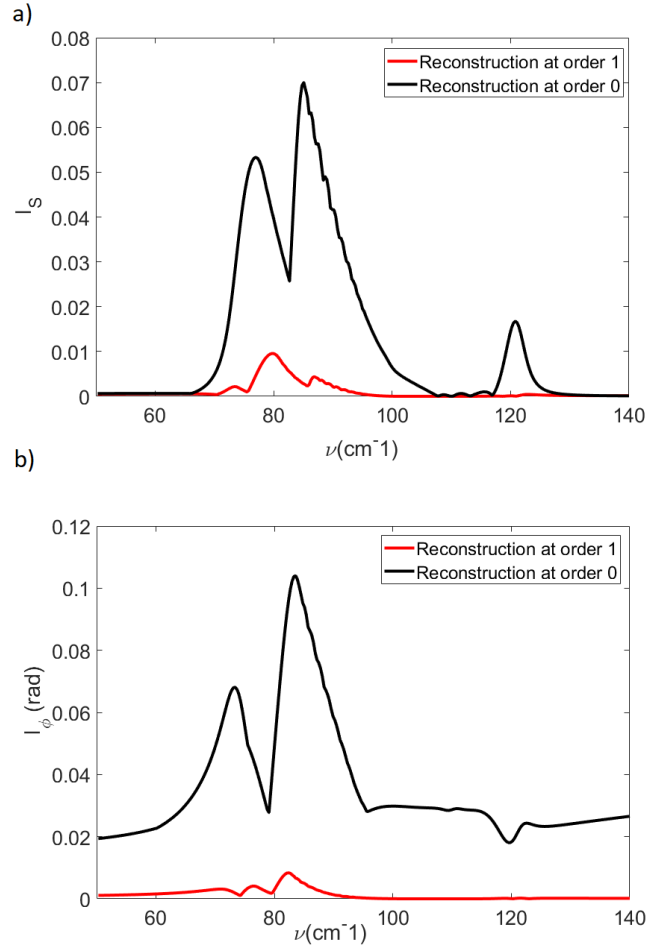 a)
0.08
0.07
0.06
0.05
0.04
0.03
0.02
0.01
0
I_S
Reconstruction at order 1
Reconstruction at order 0
60 80 100 120 140
ν(cm⁻1)
b)
0.12
0.1
0.08
0.06
0.04
0.02
0
I_ϕ (rad)
Reconstruction at order 1
Reconstruction at order 0
60 80 100 120 140
ν(cm⁻1)